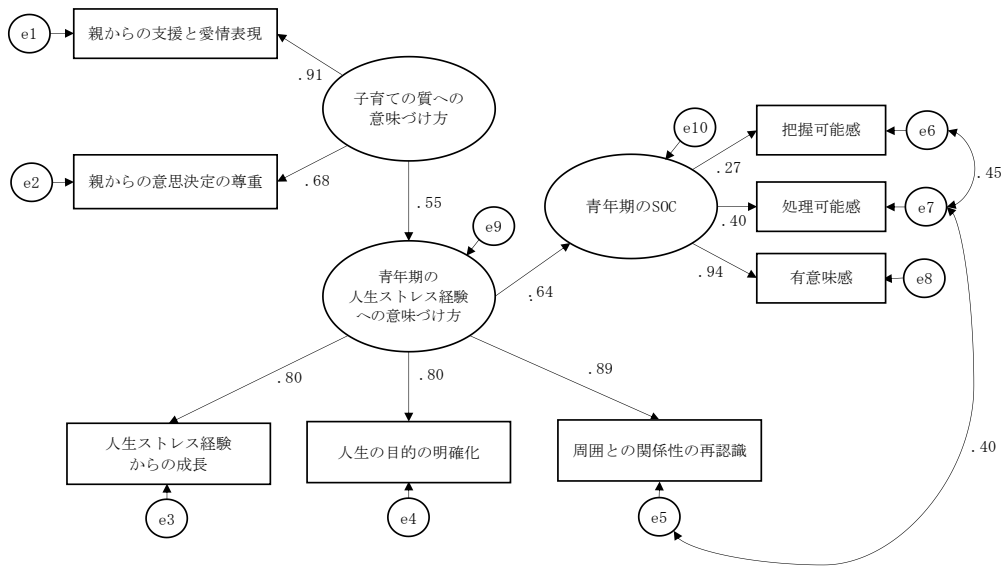 e1
親からの支援と愛情表現
.91
子育ての質への
意味づけ方
e2
親からの意思決定の尊重
.68
.55
e10
青年期のSOC
.27
把握可能感
e6
.45
.40
処理可能感
e7
.94
有意味感
e8
e9
青年期の
人生ストレス経験
への意味づけ方
.64
.80
.80
.89
人生ストレス経験
からの成長
人生の目的の明確化
周囲との関係性の再認識
.40
e3
e4
e5